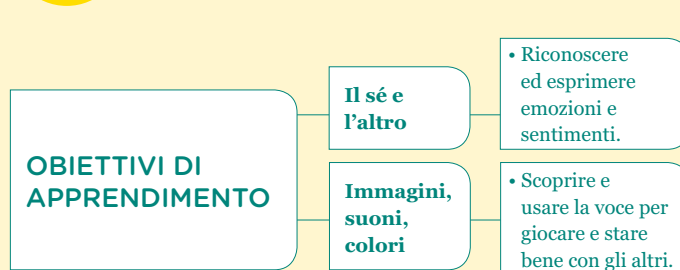 OBIETTIVI DI
APPRENDIMENTO
Il sé e
l’altro
• Riconoscere
ed esprimere
emozioni e
sentimenti.
Immagini,
suoni,
colori
• Scoprire e
usare la voce per
giocare e stare
bene con gli altri.